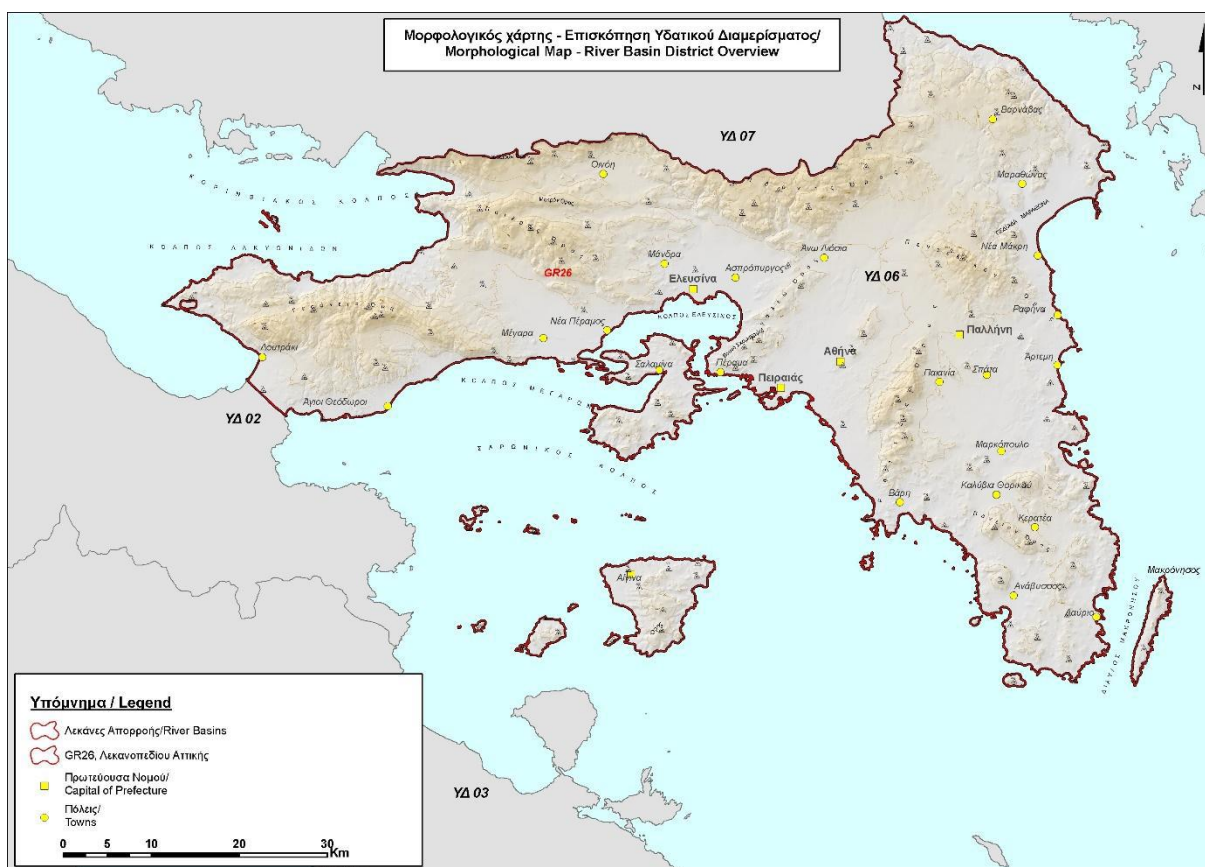 Μορφολογικός χάρτης - Επισκόπηση Υδατικού Διαμερίσματος/
Morphological Map - River Basin District Overview
N
ΥΔ 07
Βαρνάβας
Οινόη
Μαραθώνας
ΚΟΡΙΝΘΙΑΚΟΣ ΚΟΛΠΟΣ
ΚΟΛΠΟΣ ΑΛΚΥΟΝΙΔΩΝ
Νέα Μάκρη
Μάνδρα
Άνω Λιόσια
GR26
Ασπρόπυργος
ΥΔ 06
Ελευσίνα
ΚΟΛΠΟΣ ΕΛΕΥΣΙΝΟΣ
Ραφήνα
Νέα Πέραμος
Μέγαρα
Παλλήνη
Λουτράκι
Αθήνα
Άρτεμη
Σαλαμίνα
Πέραμα
Σπάτα
Παιανία
Πειραιάς
ΚΟΛΠΟΣ ΜΕΓΑΡΩΝ
Άγιοι Θεόδωροι
ΥΔ 02
ΣΑΡΩΝΙΚΟΣ ΚΟΛΠΟΣ
Μαρκόπουλο
Καλύβια Θορικού
Βάρη
Κερατέα
Μακρόνησος
Αίγινα
Ανάβυσσος
Λαύριο
ΔΙΑΥΛΟΣ ΜΑΚΡΟΝΗΣΟΥ
Υπόμνημα / Legend
Λεκάνες Απορροής/River Basins
GR26, Λεκανοπεδίου Αττικής
Πρωτεύουσα Νομού/
Capital of Prefecture
Πόλεις/
Towns
0 5 10 20 30
Km
ΥΔ 03